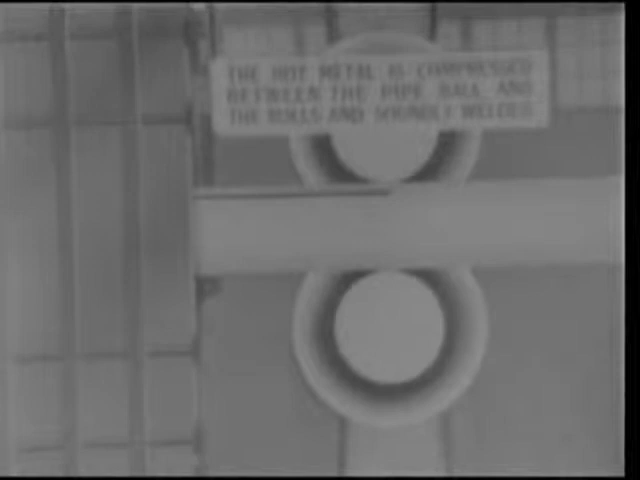 THE HOT METAL IS COMPRESSED
BETWEEN THE PIPE BALL AND
THE ROLLS AND SOUNDLY WELDED